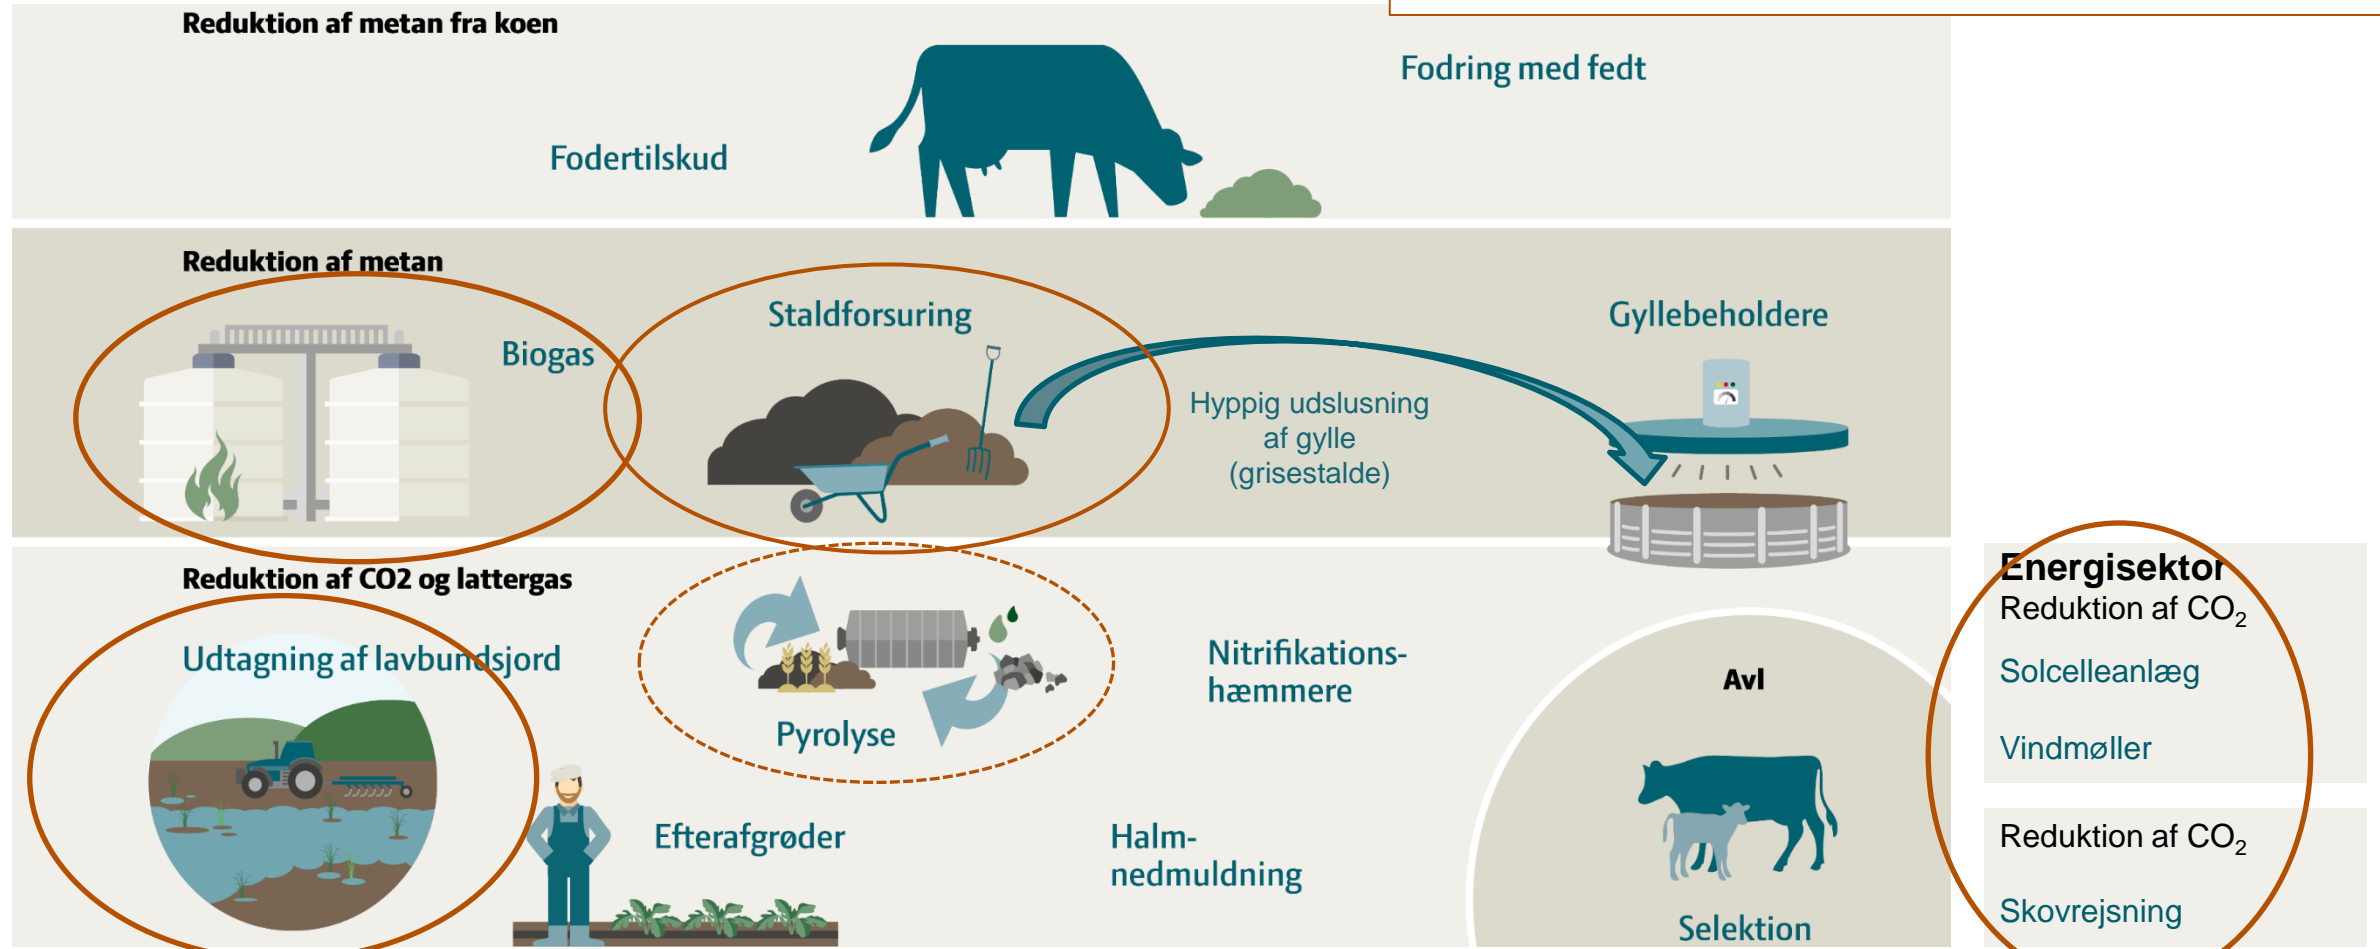 Reduktion af metan fra koen
Fodring med fedt
Fodertilskud
Reduktion af metan
Biogas
Staldforsuring
Hyppig udslusning
af gylle
(grisestalde)
Gyllebeholdere
Reduktion af CO2 og lattergas
Udtagning af lavbundsjord
Pyrolyse
Nitrifikations-
hæmmere
Efterafgrøder
Halm-
nedmuldning
Avl
Selektion
Energisektor
Reduktion af CO₂
Solcelleanlæg
Vindmøller
Reduktion af CO₂
Skovrejsning